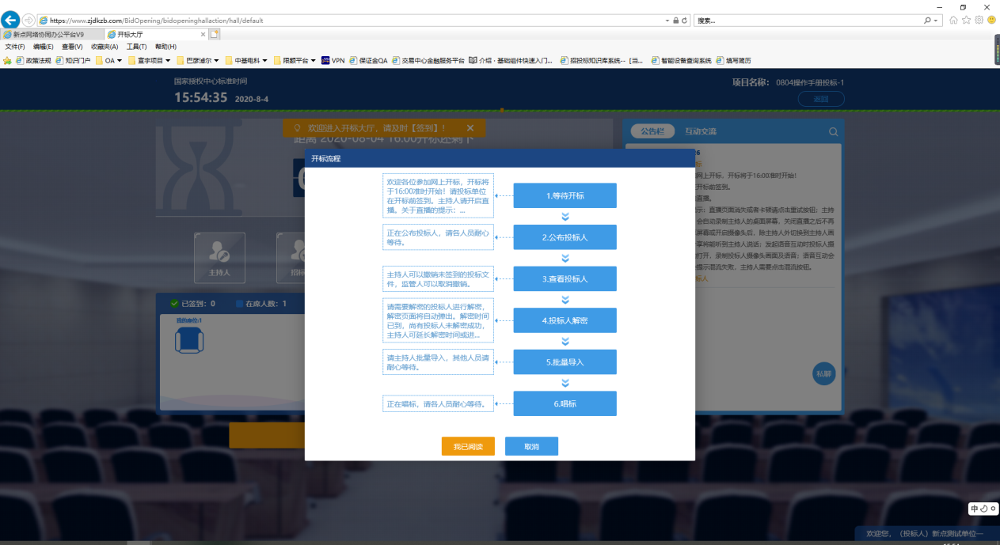 https://www.zjdkzb.com/BidOpening/bidopeninghallaction/hall/default
搜索...
新点网络协同办公平台V9
开标大厅
文件(F) 编辑(E) 查看(V) 收藏夹(A) 工具(T) 帮助(H)
政策法规 知识门户 OA 富宇项目 巴彦淖尔 中基电科 限额平台 VPN 保证金QA 交易中心金融服务平台 介绍 · 基础组件快速入门... 招投标知识库系统-- [当... 智能设备查询系统 填写简历
国家授权中心标准时间
15:54:35 2020-8-4
项目名称： 0804操作手册投标-1
返回
欢迎进入开标大厅，请及时【签到】！
距离 2020-08-04 16:00开标还剩下
公告栏 互动交流
开标流程
欢迎各位参加网上开标，开标将
于16:00准时开始！请投标单位
在开标前签到。主持人请开启直
播。关于直播的提示：...
1.等待开标
正在公布投标人，请各人员耐心
等待。
2.公布投标人
主持人可以撤销未签到的投标文
件，监管人可以取消撤销。
3.查看投标人
请需要解密的投标人进行解密，
解密页面将自动弹出。解密时间
已到，尚有投标人未解密成功，
主持人可延长解密时间或进...
4.投标人解密
请主持人批量导入，其他人员请
耐心等待。
5.批量导入
正在唱标，请各人员耐心等待。
6.唱标
我已阅读 取消
主持人 招标
已签到：0 在席人数：1
我的座位:1
网上开标，开标将于16:00准时开始！
开标前签到。
直播。
示：直播页面消失或者卡顿请点击重试按钮；主持
会自动录制主持人的桌面屏幕，关闭直播之后不再
屏幕或开启摄像头后，除主持人外切换到主持人画
享将能听到主持人说话；发起语音互动时投标人摄
打开，录制投标人摄像头画面及语音；语音互动会
提示混流失败，主持人需要点击混流按钮。
标人
私聊
中
欢迎您，（投标人）新点测试单位一